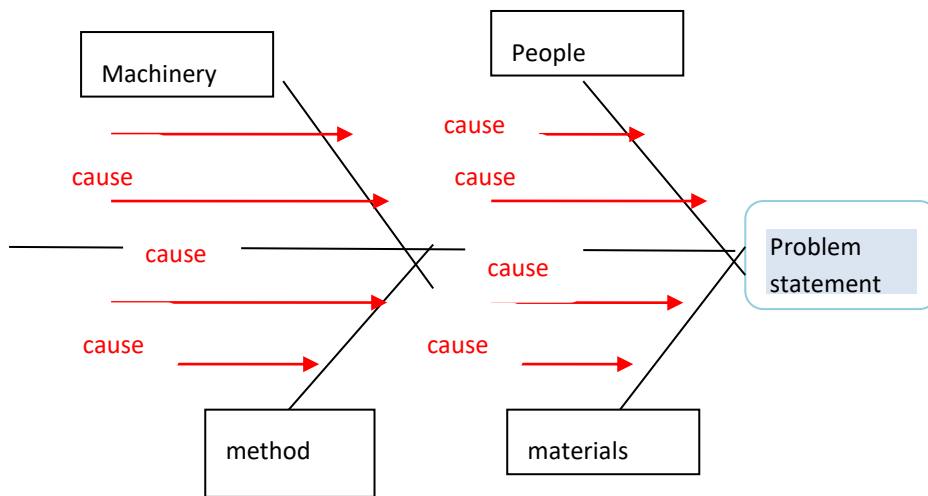 People
Machinery
cause
cause
cause
cause
Problem
statement
cause
cause
cause
method
materials